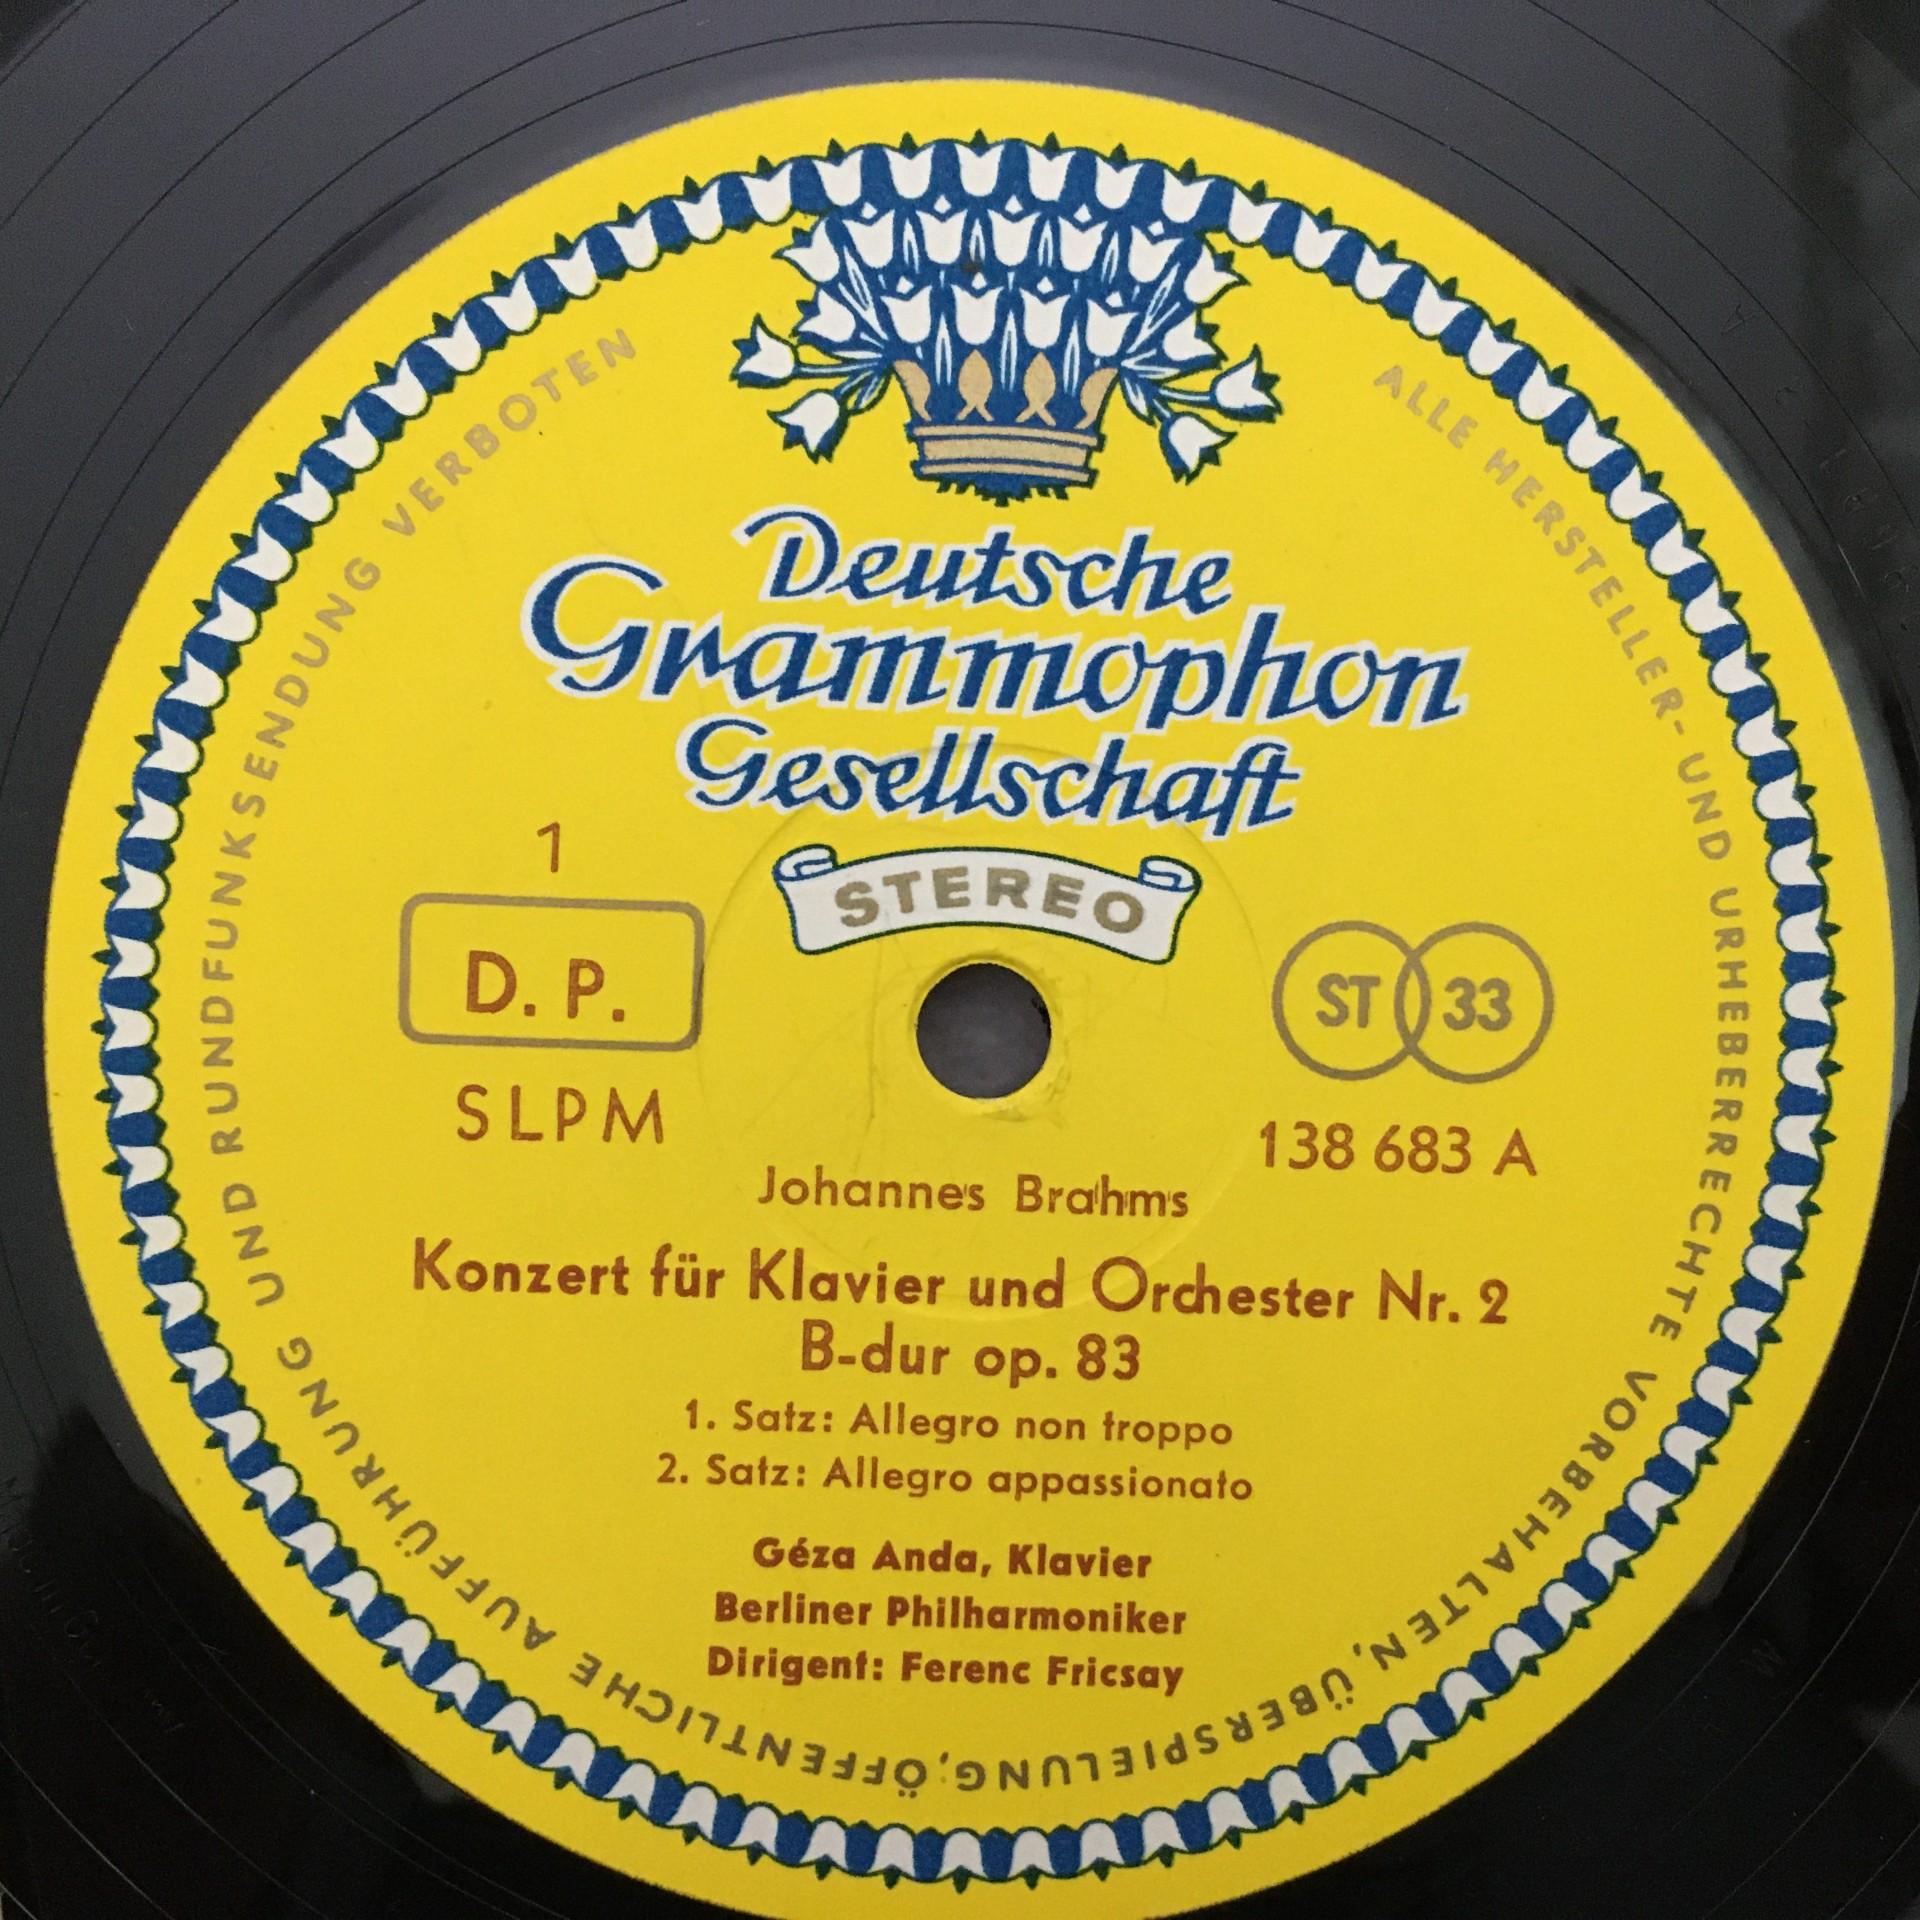 Deutsche
Grammophon
Gesellschaft
STEREO
1
D. P.
SLPM
ST 33
138 683 A
Johannes Brahms
Konzert für Klavier und Orchester Nr. 2
B-dur op. 83
1. Satz: Allegro non troppo
2. Satz: Allegro appassionato
Géza Anda, Klavier
Berliner Philharmoniker
Dirigent: Ferenc Fricsay
ALLE HERSTELLER- UND URHEBERRECHTE VORBEHALTEN, ÜBERSPIELUNG, ÖFFENTLICHE AUFFÜHRUNG UND RUNDFUNKSENDUNG VERBOTEN